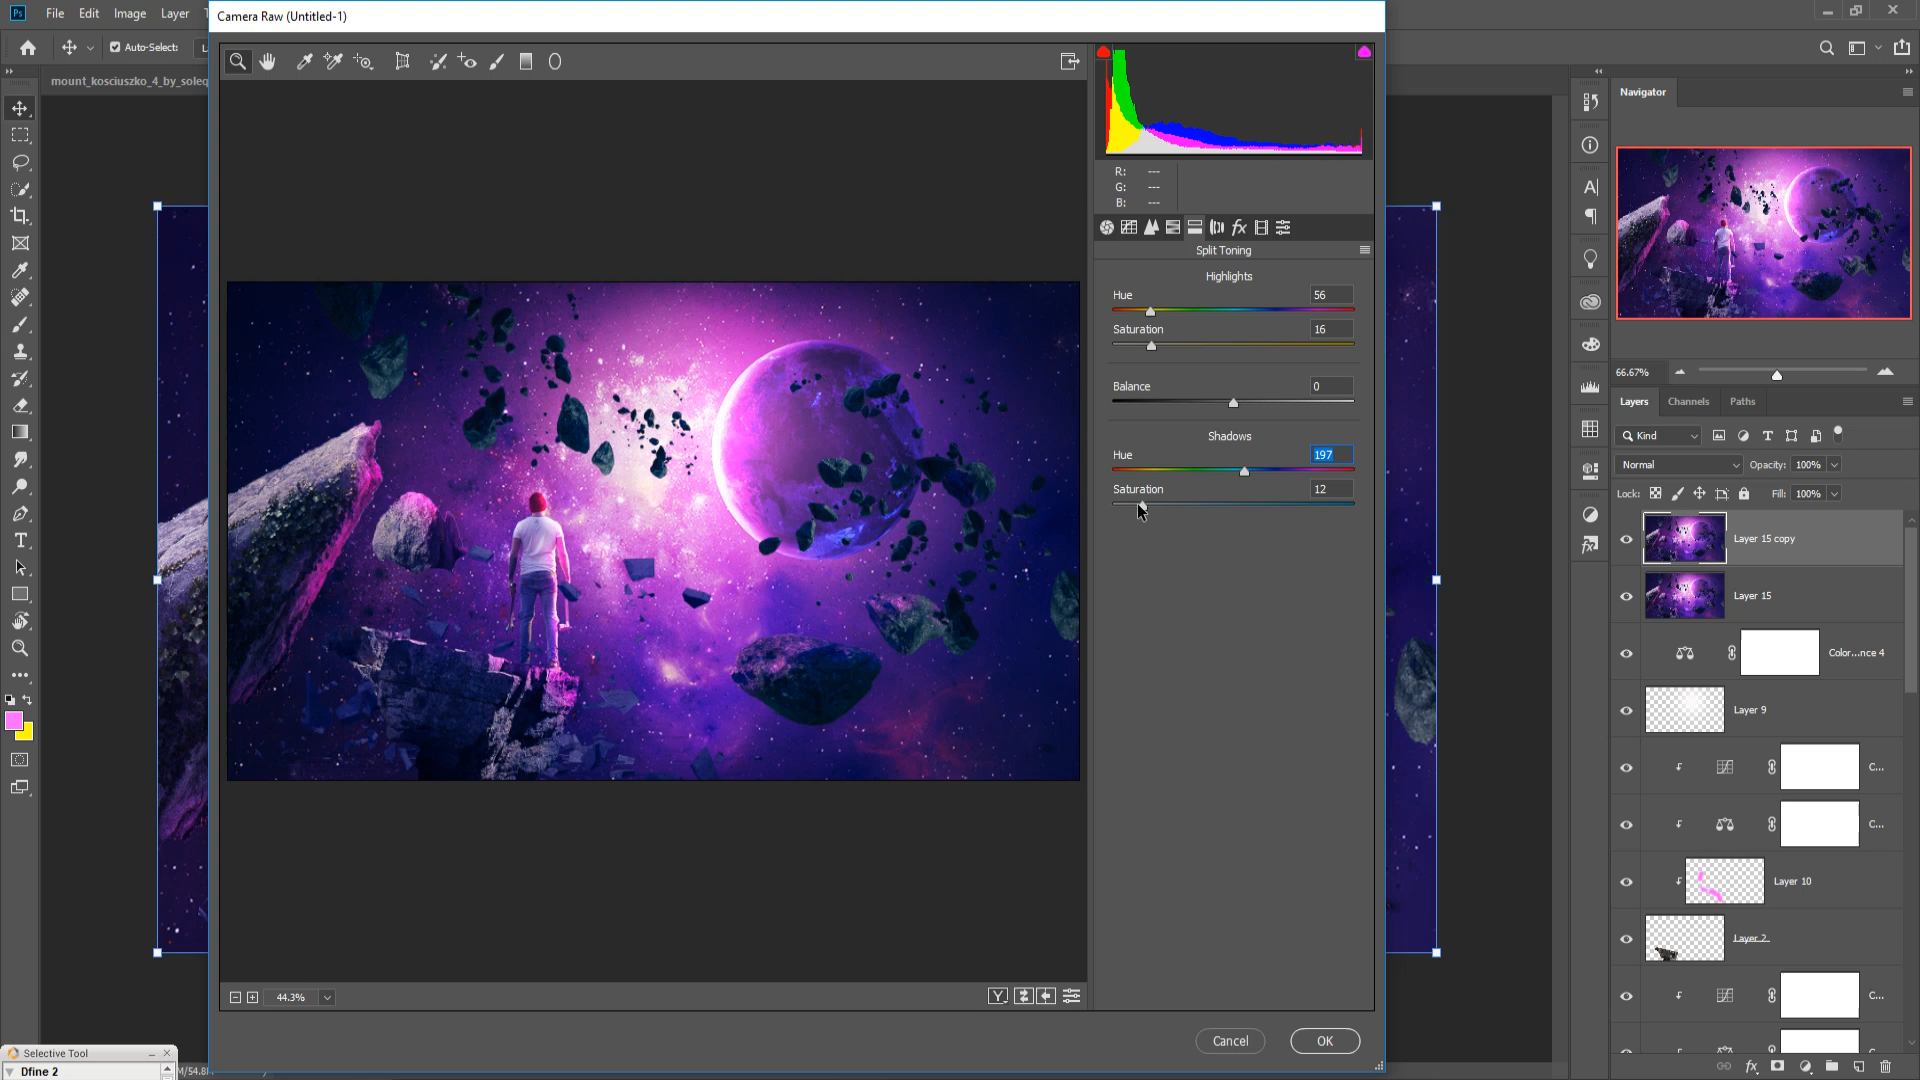 Ps File Edit Image Layer
Camera Raw (Untitled-1)
Auto-Select:
mount_kosciuszko_4_by_soleq
R: ---
G: ---
B: ---
Split Toning
Highlights
Hue 56
Saturation 16
Balance 0
Shadows
Hue 197
Saturation 12
44.3%
Cancel OK
Navigator
66.67%
Layers Channels Paths
Kind
Normal Opacity: 100%
Lock: Fill: 100%
Layer 15 copy
Layer 15
Color...nce 4
Layer 9
C...
C...
Layer 10
Layer 2
C...
Selective Tool
Dfine 2